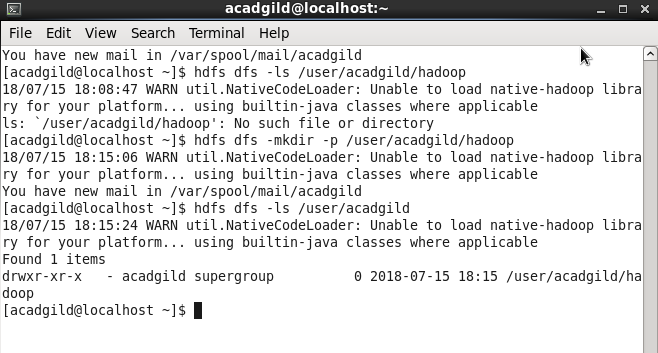 acadgild@localhost:~
File Edit View Search Terminal Help
You have new mail in /var/spool/mail/acadgild
[acadgild@localhost ~]$ hdfs dfs -ls /user/acadgild/hadoop
18/07/15 18:08:47 WARN util.NativeCodeLoader: Unable to load native-hadoop libra
ry for your platform... using builtin-java classes where applicable
ls: `/user/acadgild/hadoop': No such file or directory
[acadgild@localhost ~]$ hdfs dfs -mkdir -p /user/acadgild/hadoop
18/07/15 18:15:06 WARN util.NativeCodeLoader: Unable to load native-hadoop libra
ry for your platform... using builtin-java classes where applicable
You have new mail in /var/spool/mail/acadgild
[acadgild@localhost ~]$ hdfs dfs -ls /user/acadgild
18/07/15 18:15:24 WARN util.NativeCodeLoader: Unable to load native-hadoop libra
ry for your platform... using builtin-java classes where applicable
Found 1 items
drwxr-xr-x   - acadgild supergroup          0 2018-07-15 18:15 /user/acadgild/ha
doop
[acadgild@localhost ~]$